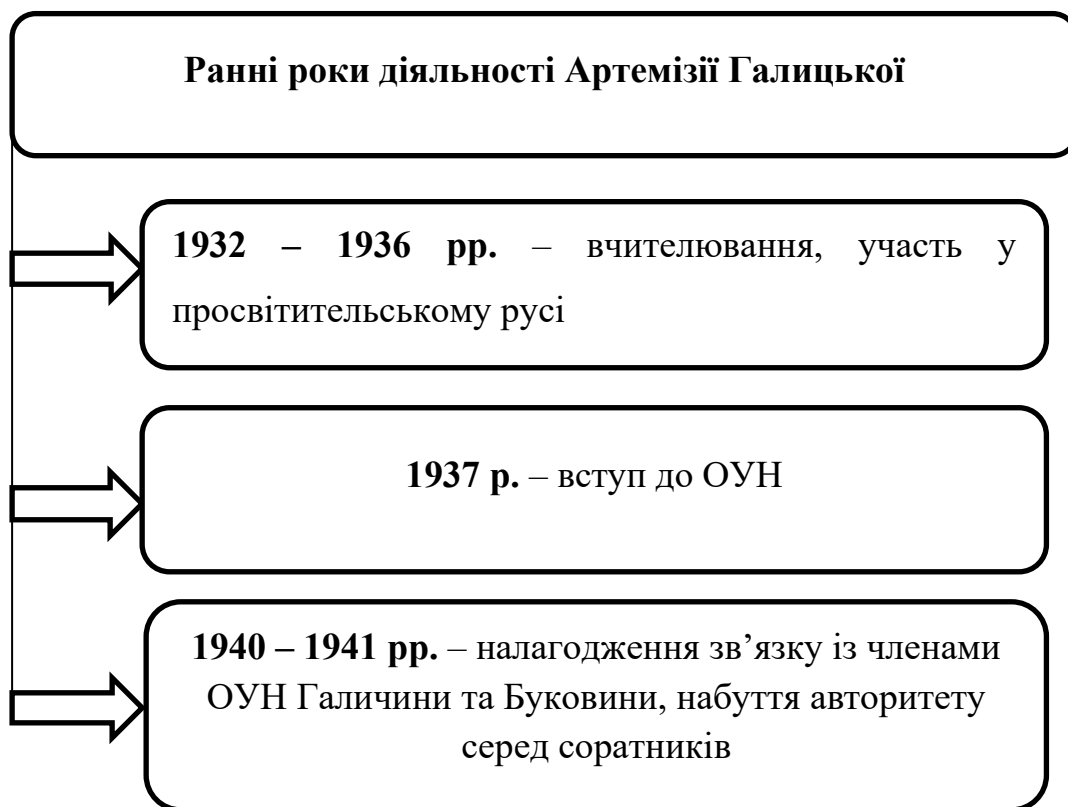 Ранні роки діяльності Артемізії Галицької
1932 – 1936 рр. – вчителювання, участь у
просвітительському русі
1937 р. – вступ до ОУН
1940 – 1941 рр. – налагодження зв’язку із членами
ОУН Галичини та Буковини, набуття авторитету
серед соратників